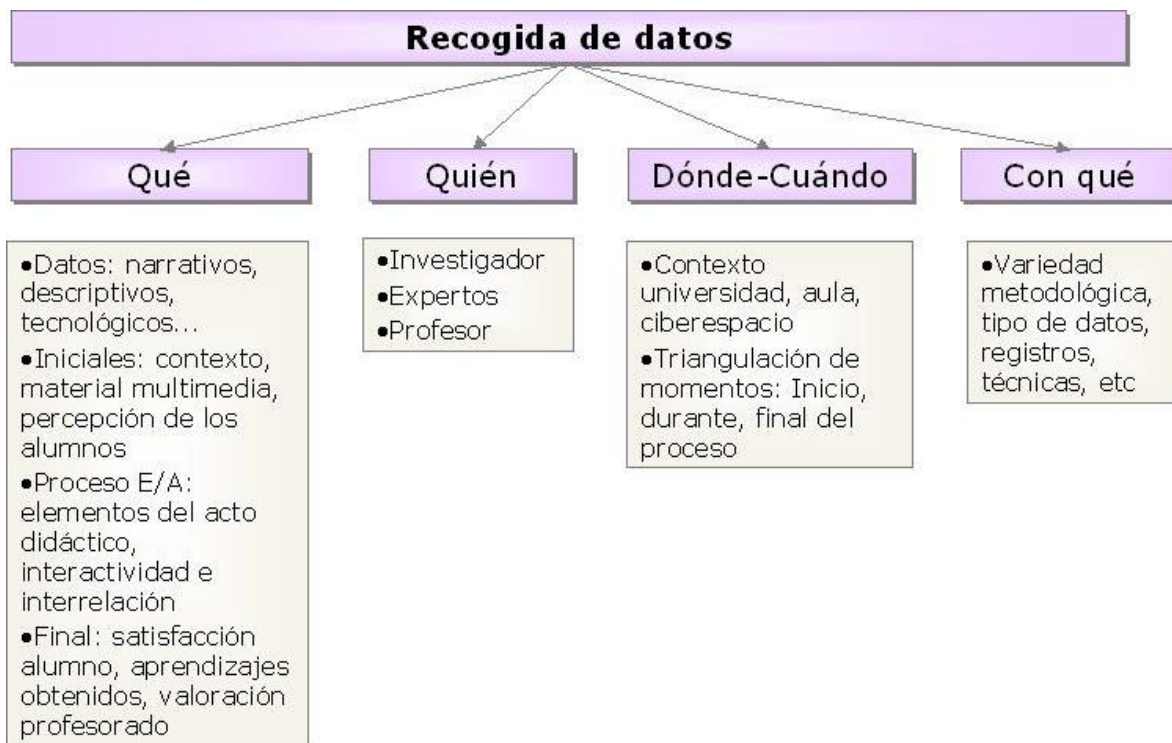 Recogida de datos
Qué
Quién
Dónde-Cuándo
Con qué
•Datos: narrativos,
descriptivos,
tecnológicos...
•Iniciales: contexto,
material multimedia,
percepción de los
alumnos
•Proceso E/A:
elementos del acto
didáctico,
interactividad e
interrelación
•Final: satisfacción
alumno, aprendizajes
obtenidos, valoración
profesorado
•Investigador
•Expertos
•Profesor
•Contexto
universidad, aula,
ciberespacio
•Triangulación de
momentos: Inicio,
durante, final del
proceso
•Variedad
metodológica,
tipo de datos,
registros,
técnicas, etc